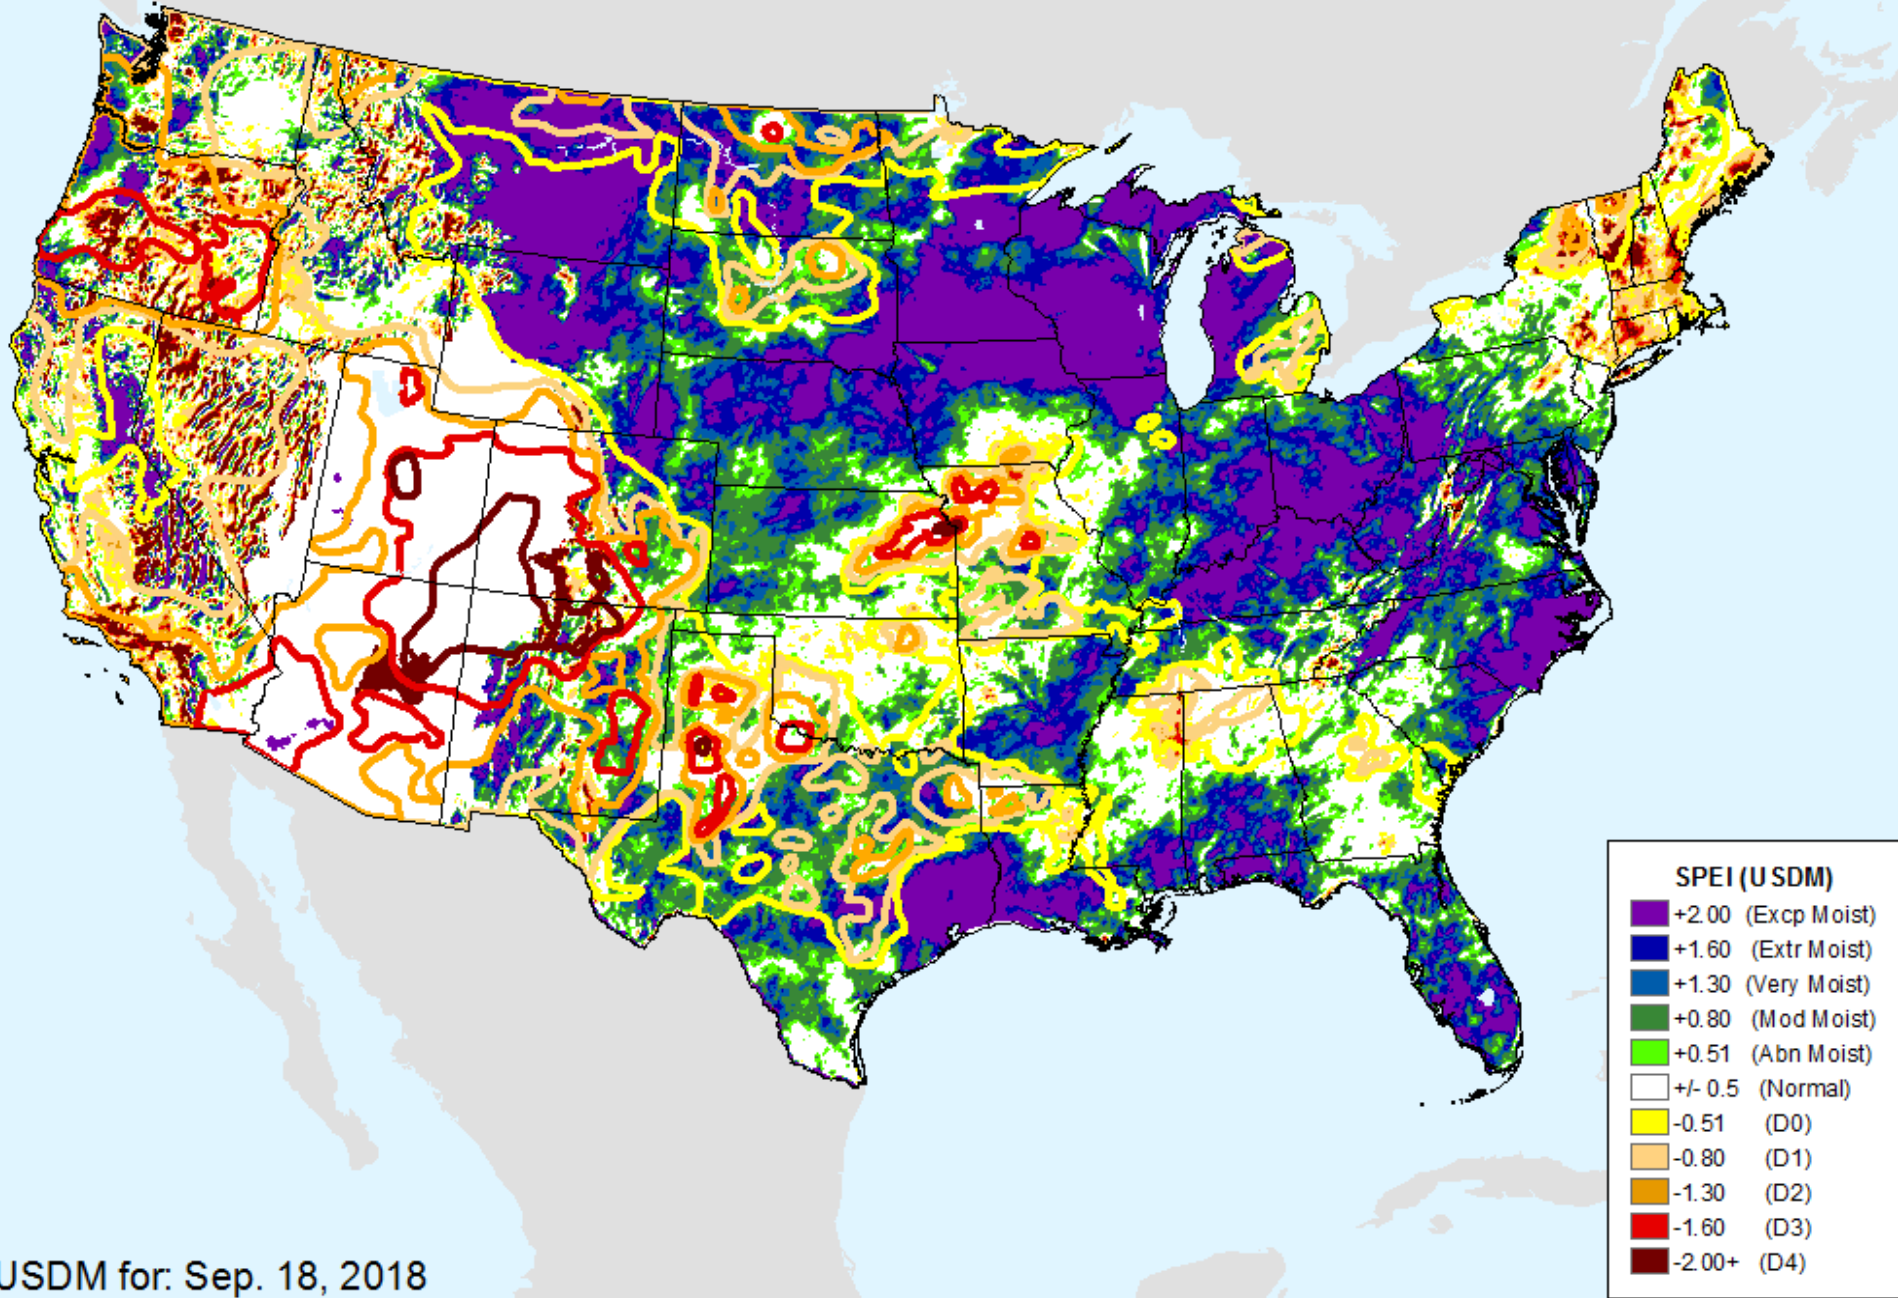 SPEI (USDM)
+2.00 (Excp Moist)
+1.60 (Extr Moist)
+1.30 (Very Moist)
+0.80 (Mod Moist)
+0.51 (Abn Moist)
+/- 0.5 (Normal)
-0.51 (D0)
-0.80 (D1)
-1.30 (D2)
-1.60 (D3)
-2.00+ (D4)
USDM for: Sep. 18, 2018